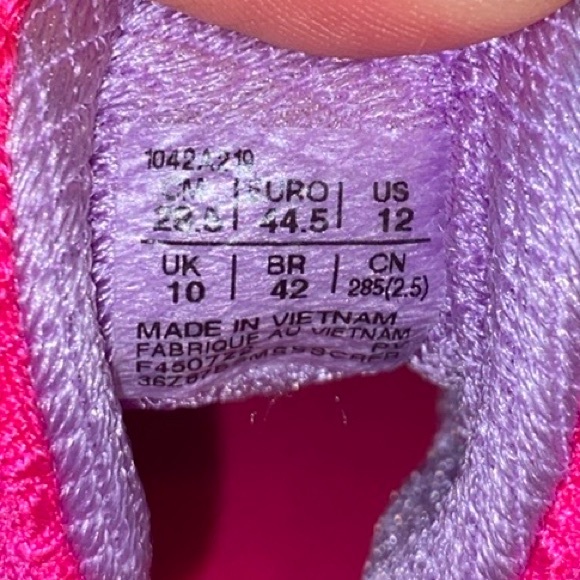 1042A219
CM | EURO | US
28.5 | 44.5 | 12
UK | BR | CN
10 | 42 | 285(2.5)
MADE IN VIETNAM
FABRIQUE AU VIETNAM